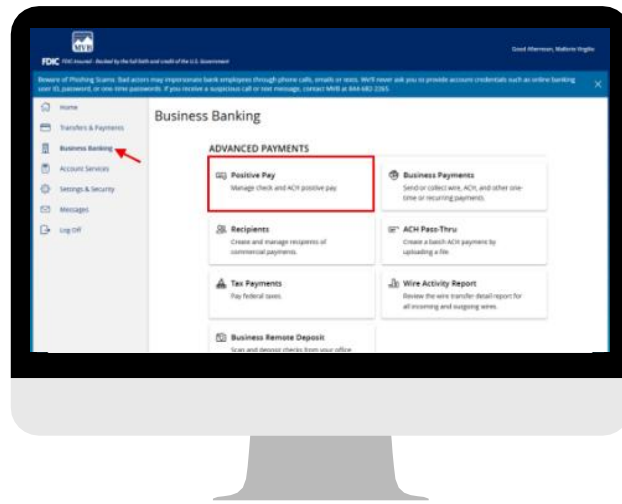 MVB
Good Afternoon, Mallorie Virgilio
FDIC FDIC-Insured - Backed by the full faith and credit of the U.S. Government
Beware of Phishing Scams: Bad actors may impersonate bank employees through phone calls, emails or texts. We'll never ask you to provide account credentials such as online banking
user ID, password, or one-time passwords. If you receive a suspicious call or text message, contact MVB at 844-682-2265.
Home
Transfers & Payments
Business Banking
Account Services
Settings & Security
Messages
Log Off
Business Banking
ADVANCED PAYMENTS
Positive Pay
Manage check and ACH positive pay.
Business Payments
Send or collect wire, ACH, and other one-
time or recurring payments.
Recipients
Create and manage recipients of
commercial payments.
ACH Pass-Thru
Create a batch ACH payment by
uploading a file.
Tax Payments
Pay federal taxes.
Wire Activity Report
Review the wire transfer detail report for
all incoming and outgoing wires.
Business Remote Deposit
Scan and deposit checks from your office